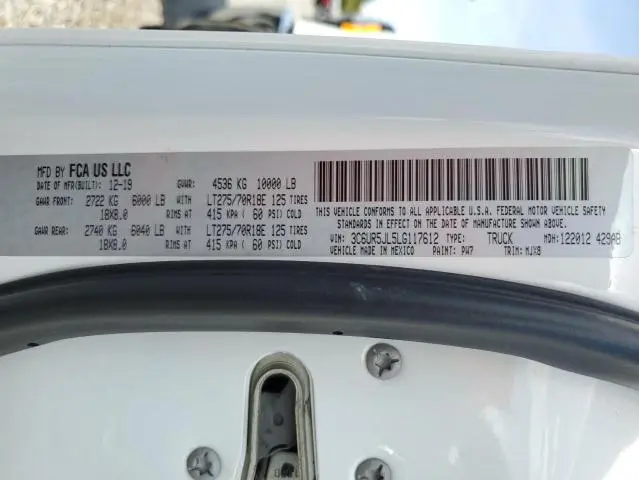 MFD BY FCA US LLC
DATE OF MFR(BUILT): 12-19 GVWR: 4536 KG 10000 LB
GAWR FRONT: 2722 KG 6000 LB WITH LT275/70R18E 125 TIRES
18X8.0 RIMS AT 415 KPA ( 60 PSI) COLD
GAWR REAR: 2740 KG 6040 LB WITH LT275/70R18E 125 TIRES
18X8.0 RIMS AT 415 KPA ( 60 PSI) COLD
THIS VEHICLE CONFORMS TO ALL APPLICABLE U.S.A. FEDERAL MOTOR VEHICLE SAFETY
STANDARDS IN EFFECT ON THE DATE OF MANUFACTURE SHOWN ABOVE.
VIN: 3C6UR5JL5LG117612 TYPE: TRUCK MDH: 122012 429AB
VEHICLE MADE IN MEXICO PAINT: PW7 TRIM: MJX9